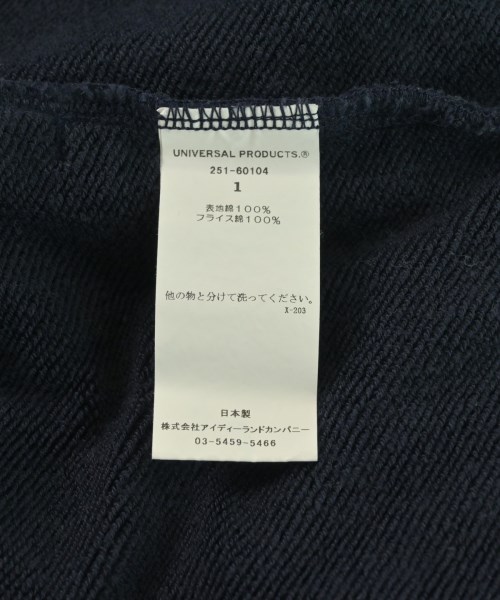 UNIVERSAL PRODUCTS.®
251-60104
1
表地綿100%
フライス綿100%
他の物と分けて洗ってください。
X-203
日本製
株式会社アイディーランドカンパニー
03-5459-5466